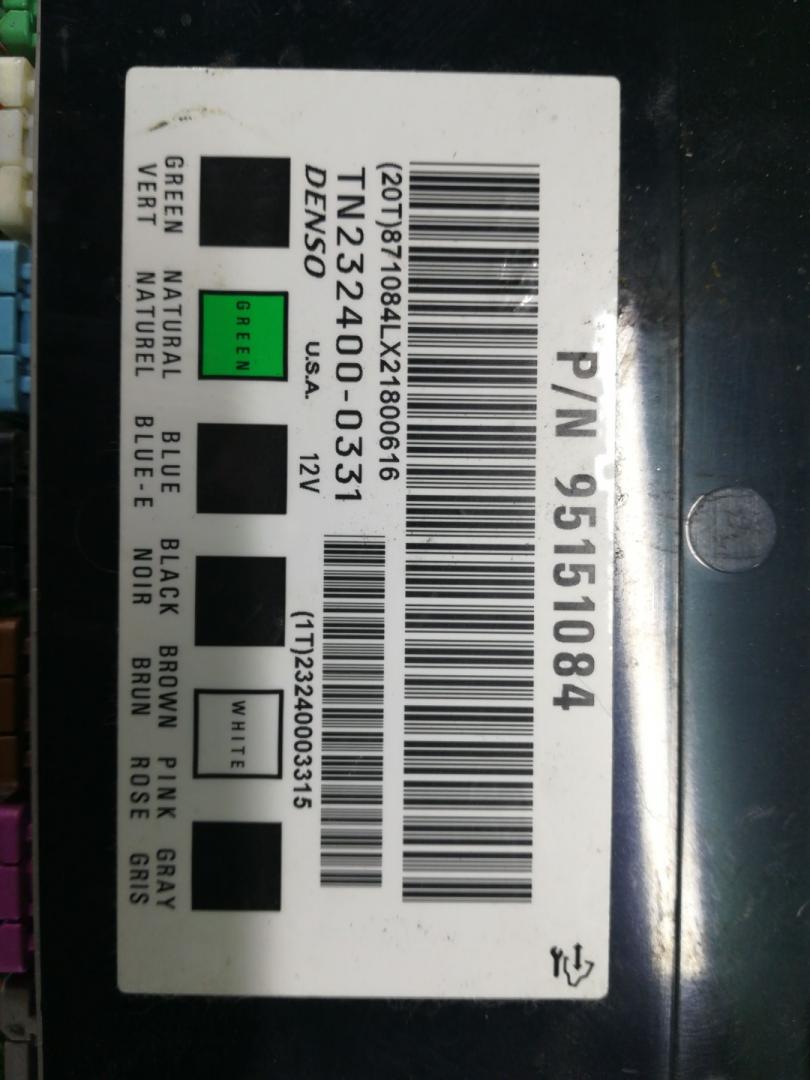 P/N 95151084
(20T)871084LX21800616
TN232400-0331
DENSO U.S.A. 12V
(1T)23240003315
GREEN WHITE
GREEN NATURAL BLUE BLACK BROWN PINK GRAY
VERT NATUREL BLUE-E NOIR BRUN ROSE GRIS